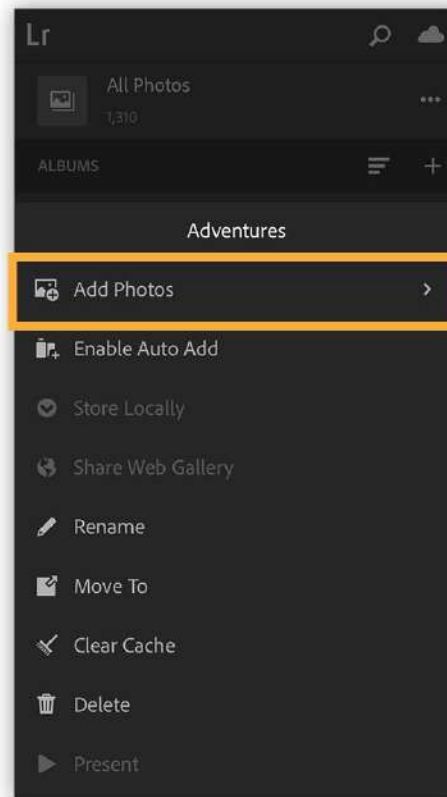 Lr
All Photos
1,310
ALBUMS
Adventures
Add Photos
Enable Auto Add
Store Locally
Share Web Gallery
Rename
Move To
Clear Cache
Delete
Present